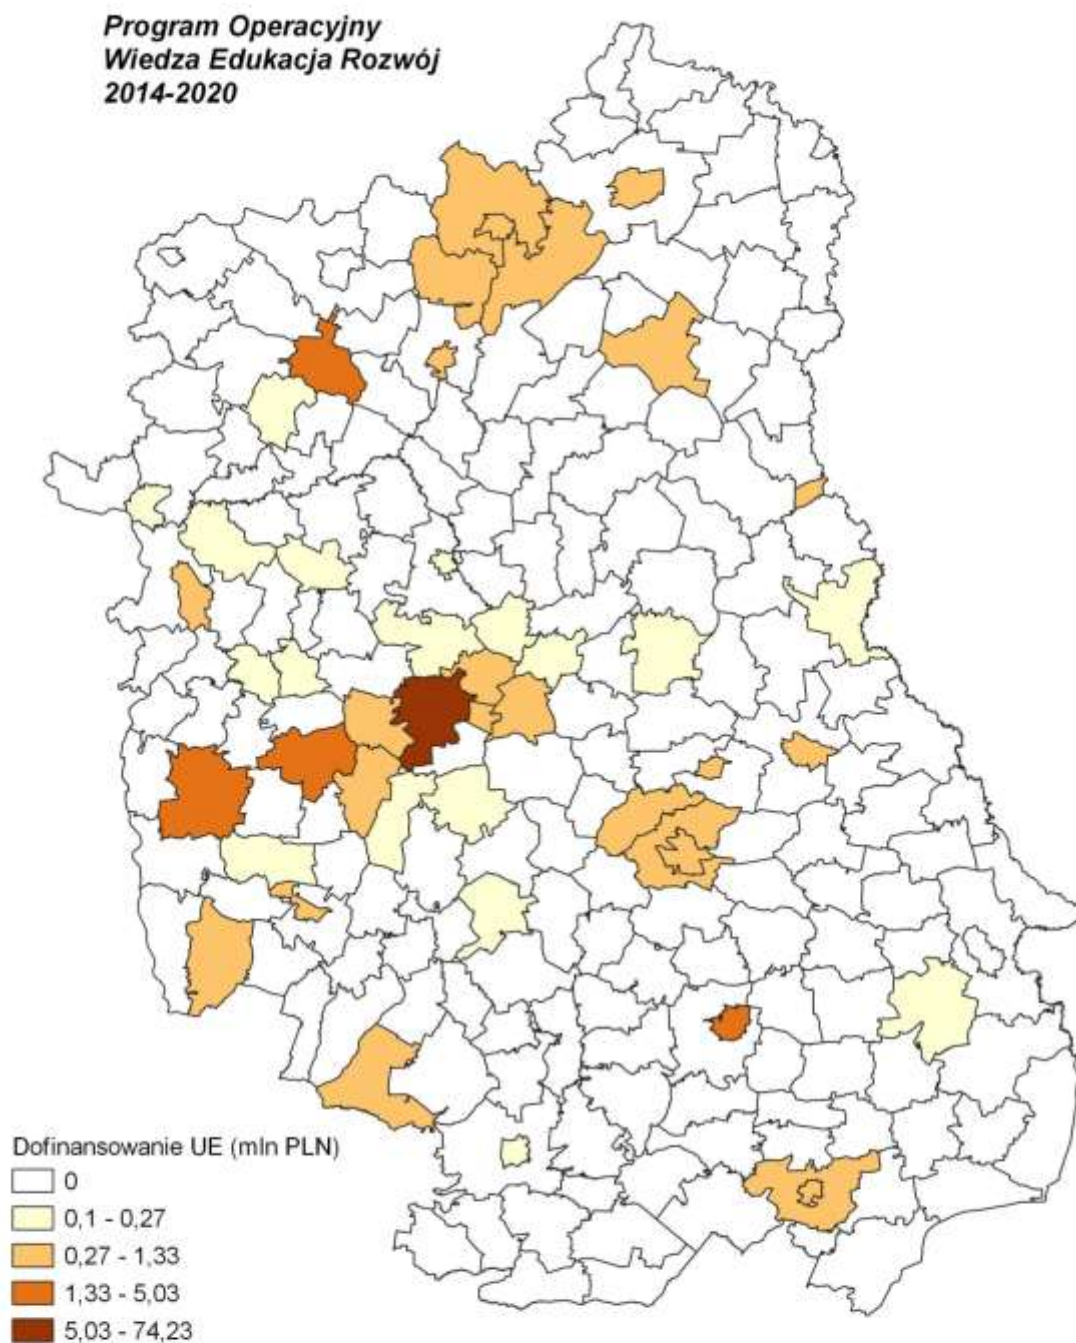 Program Operacyjny
Wiedza Edukacja Rozwój
2014-2020
Dofinansowanie UE (mln PLN)
0
0,1 - 0,27
0,27 - 1,33
1,33 - 5,03
5,03 - 74,23